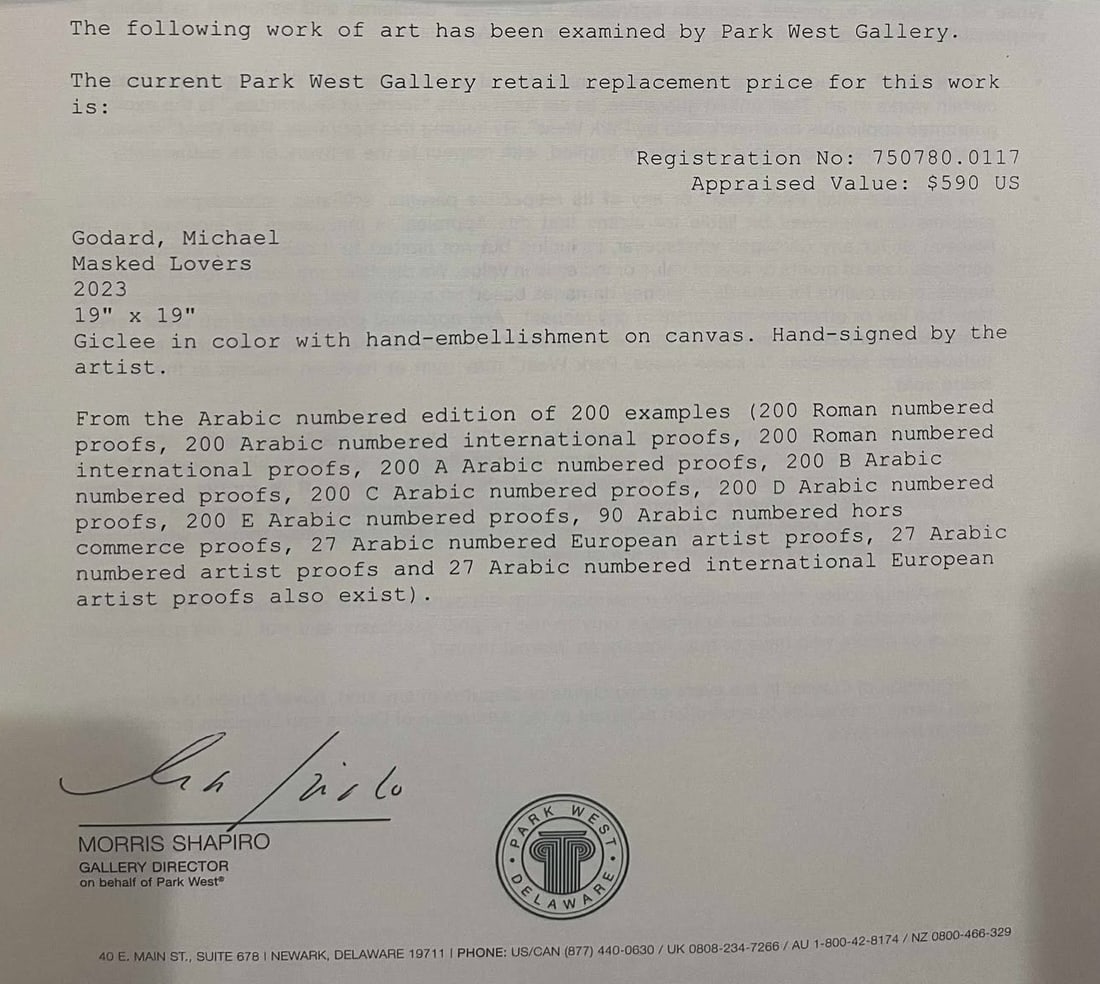 The following work of art has been examined by Park West Gallery.
The current Park West Gallery retail replacement price for this work
is:
Registration No: 750780.0117
Appraised Value: $590 US
Godard, Michael
Masked Lovers
2023
19" x 19"
Giclee in color with hand-embellishment on canvas. Hand-signed by the
artist.
From the Arabic numbered edition of 200 examples (200 Roman numbered
proofs, 200 Arabic numbered international proofs, 200 Roman numbered
international proofs, 200 A Arabic numbered proofs, 200 B Arabic
numbered proofs, 200 C Arabic numbered proofs, 200 D Arabic numbered
proofs, 200 E Arabic numbered proofs, 90 Arabic numbered hors
commerce proofs, 27 Arabic numbered European artist proofs, 27 Arabic
numbered artist proofs and 27 Arabic numbered international European
artist proofs also exist).
MORRIS SHAPIRO
GALLERY DIRECTOR
on behalf of Park West®
PARK WEST
DELAWARE
40 E. MAIN ST., SUITE 678 | NEWARK, DELAWARE 19711 | PHONE: US/CAN (877) 440-0630 / UK 0808-234-7266 / AU 1-800-42-8174 / NZ 0800-466-329